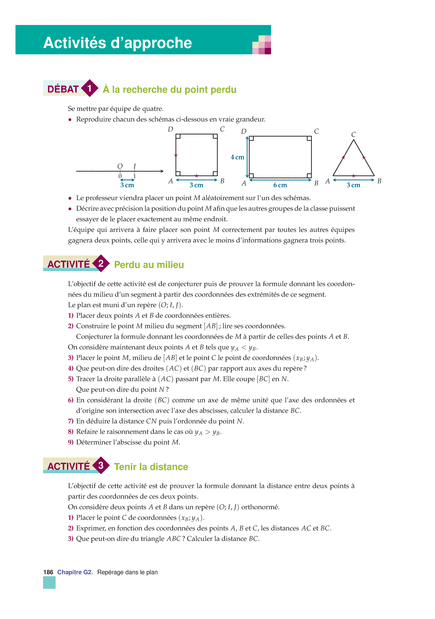 Activités d'approche
DÉBAT 1 À la recherche du point perdu
Se mettre par équipe de quatre.
• Reproduire chacun des schémas ci-dessous en vraie grandeur.
O I
0 1
3 cm
D C
A B
3 cm
D C
4 cm
A B
6 cm
C
A B
3 cm
• Le professeur viendra placer un point M aléatoirement sur l'un des schémas.
• Décrire avec précision la position du point M afin que les autres groupes de la classe puissent
essayer de le placer exactement au même endroit.
L'équipe qui arrivera à faire placer son point M correctement par toutes les autres équipes
gagnera deux points, celle qui y arrivera avec le moins d'informations gagnera trois points.
ACTIVITÉ 2 Perdu au milieu
L'objectif de cette activité est de conjecturer puis de prouver la formule donnant les coordon-
nées du milieu d'un segment à partir des coordonnées des extrémités de ce segment.
Le plan est muni d'un repère (O; I, J).
1) Placer deux points A et B de coordonnées entières.
2) Construire le point M milieu du segment [AB] ; lire ses coordonnées.
Conjecturer la formule donnant les coordonnées de M à partir de celles des points A et B.
On considère maintenant deux points A et B tels que yA < yB.
3) Placer le point M, milieu de [AB] et le point C le point de coordonnées (xB; yA).
4) Que peut-on dire des droites (AC) et (BC) par rapport aux axes du repère ?
5) Tracer la droite parallèle à (AC) passant par M. Elle coupe [BC] en N.
Que peut-on dire du point N ?
6) En considérant la droite (BC) comme un axe de même unité que l'axe des ordonnées et
d'origine son intersection avec l'axe des abscisses, calculer la distance BC.
7) En déduire la distance CN puis l'ordonnée du point N.
8) Refaire le raisonnement dans le cas où yA > yB.
9) Déterminer l'abscisse du point M.
ACTIVITÉ 3 Tenir la distance
L'objectif de cette activité est de prouver la formule donnant la distance entre deux points à
partir des coordonnées de ces deux points.
On considère deux points A et B dans un repère (O; I, J) orthonormé.
1) Placer le point C de coordonnées (xB; yA).
2) Exprimer, en fonction des coordonnées des points A, B et C, les distances AC et BC.
3) Que peut-on dire du triangle ABC ? Calculer la distance BC.
186 Chapitre G2. Repérage dans le plan